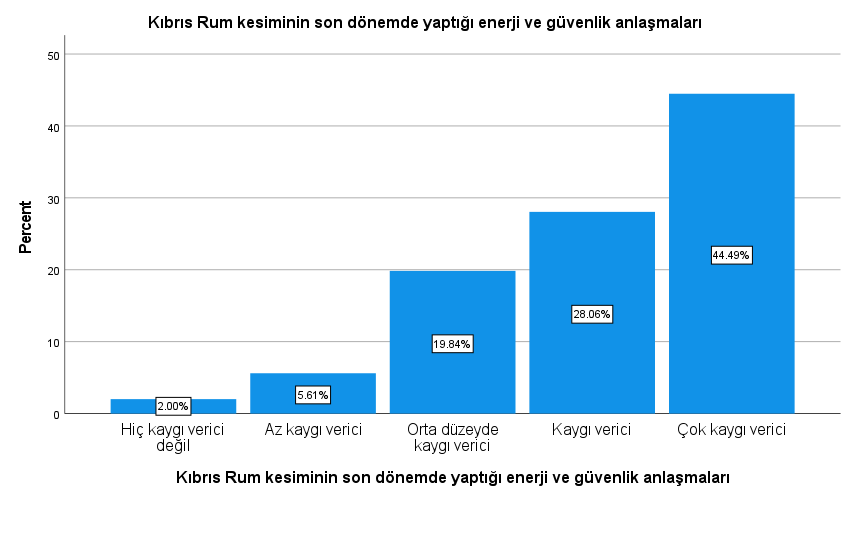 Kıbrıs Rum kesiminin son dönemde yaptığı enerji ve güvenlik anlaşmaları
50
40
30
20
10
0
Percent
2.00%
5.61%
19.84%
28.06%
44.49%
Hiç kaygı verici
değil
Az kaygı verici
Orta düzeyde
kaygı verici
Kaygı verici
Çok kaygı verici
Kıbrıs Rum kesiminin son dönemde yaptığı enerji ve güvenlik anlaşmaları